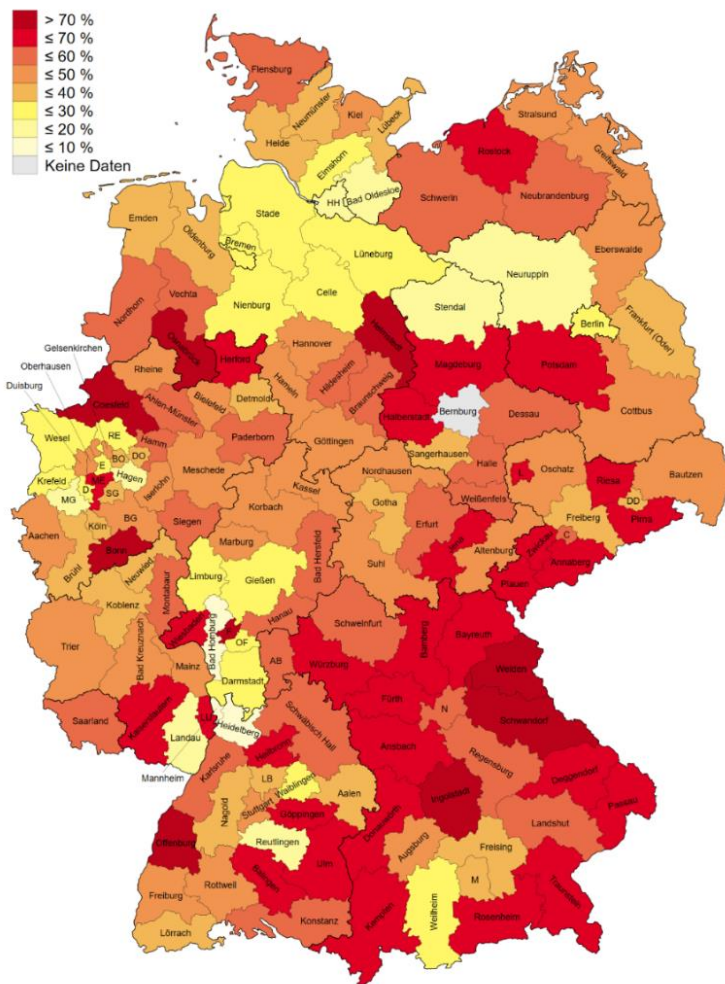 > 70 %
≤ 70 %
≤ 60 %
≤ 50 %
≤ 40 %
≤ 30 %
≤ 20 %
≤ 10 %
Keine Daten
Flensburg
Neumünster
Kiel
Lübeck
Heide
Elmshorn
HH
Bad Oldesloe
Stralsund
Rostock
Greifswald
Schwerin
Neubrandenburg
Emden
Oldenburg
Stade
Bremen
Lüneburg
Neuruppin
Eberswalde
Nordhorn
Vechta
Nienburg
Celle
Stendal
Berlin
Frankfurt (Oder)
Gelsenkirchen
Oberhausen
Duisburg
Osnabrück
Rheine
Herford
Hannover
Helmstedt
Magdeburg
Potsdam
Coesfeld
Ahlen-Münster
Bielefeld
Detmold
Hameln
Hildesheim
Braunschweig
Halberstadt
Bernburg
Dessau
Cottbus
Wesel
RE
Hamm
Paderborn
Göttingen
Sangerhausen
BO
DO
E
Krefeld
Hagen
MG
D
ME
SG
Iserlohn
Meschede
Kassel
Nordhausen
Halle
L
Oschatz
Riesa
Bautzen
Aachen
Köln
BG
Siegen
Korbach
Gotha
Erfurt
Weißenfels
Jena
Altenburg
Freiberg
DD
Pirna
Brühl
Bonn
Neuwied
Marburg
Bad Hersfeld
Suhl
Zwickau
C
Annaberg
Plauen
Koblenz
Montabaur
Limburg
Gießen
Hanau
Trier
Bad Kreuznach
Wiesbaden
Bad Homburg
F
OF
Mainz
Darmstadt
AB
Schweinfurt
Würzburg
Bamberg
Bayreuth
Weiden
Saarland
Kaiserslautern
LU
Landau
Heidelberg
Mannheim
Fürth
N
Schwandorf
Ansbach
Heilbronn
Schwäbisch Hall
Karlsruhe
Regensburg
LB
Waiblingen
Stuttgart
Aalen
Nagold
Göppingen
Ingolstadt
Deggendorf
Passau
Donauwörth
Landshut
Offenburg
Reutlingen
Ulm
Augsburg
Freising
Balingen
M
Freiburg
Rottweil
Konstanz
Kempten
Weilheim
Rosenheim
Traunstein
Lörrach